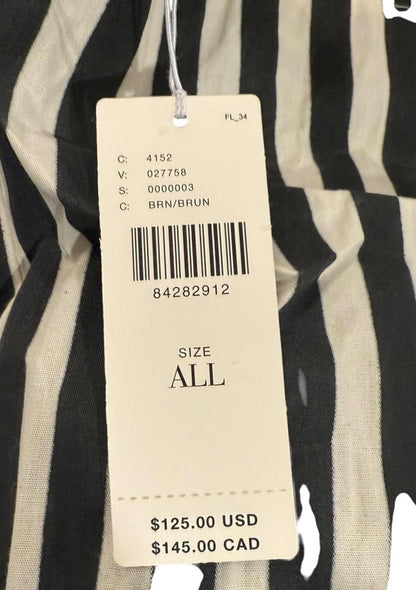 FL_34
C: 4152
V: 027758
S: 0000003
C: BRN/BRUN
84282912
SIZE
ALL
$125.00 USD
$145.00 CAD